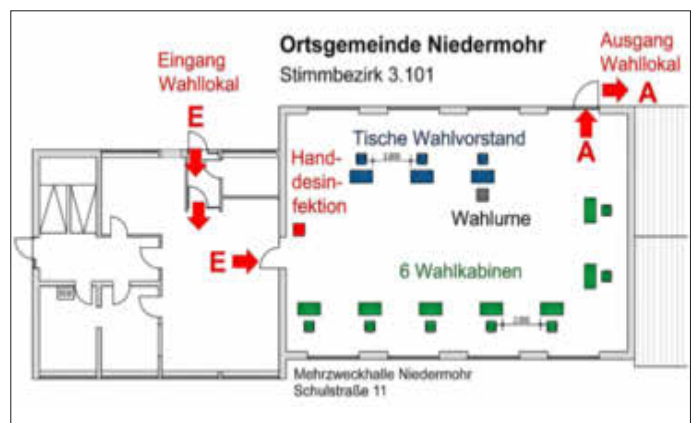 Ortsgemeinde Niedermohr
Stimmbezirk 3.101
Eingang
Wahllokal
E
Ausgang
Wahllokal
A
A
Tische Wahlvorstand
Hand-
desin-
fektion
Wahlurne
E
6 Wahlkabinen
Mehrzweckhalle Niedermohr
Schulstraße 11